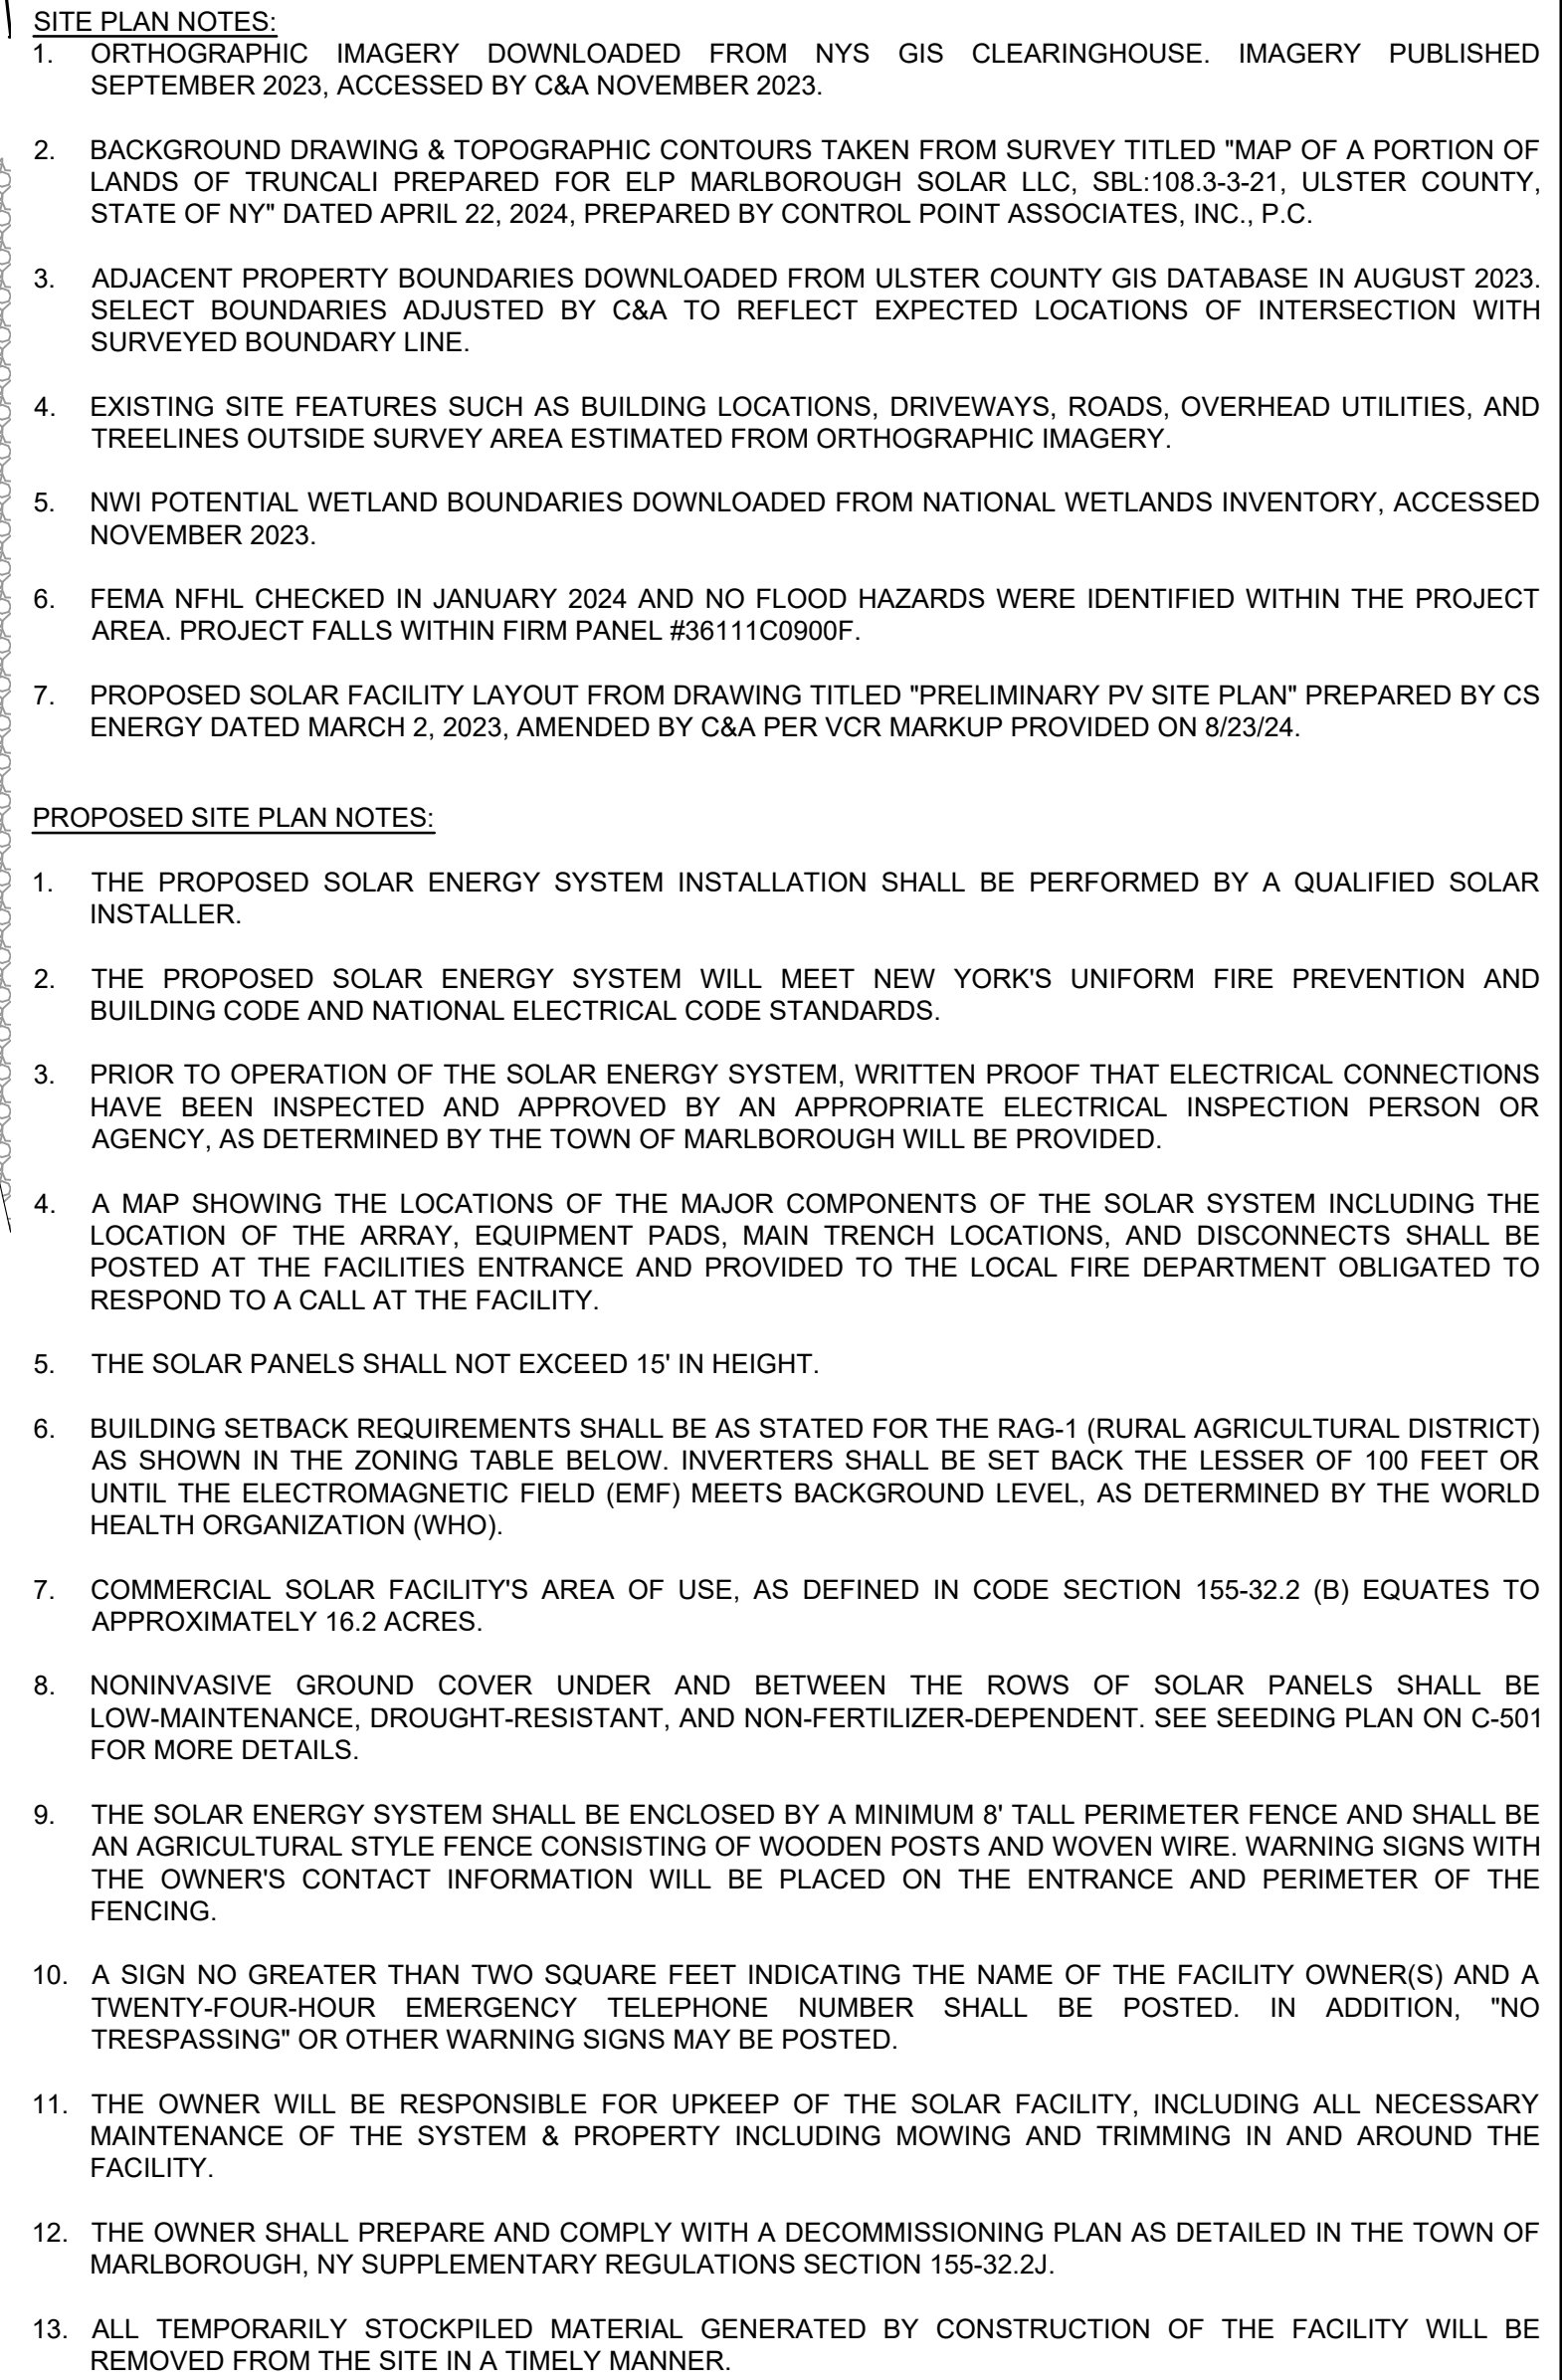 SITE PLAN NOTES:
1. ORTHOGRAPHIC IMAGERY DOWNLOADED FROM NYS GIS CLEARINGHOUSE. IMAGERY PUBLISHED
SEPTEMBER 2023, ACCESSED BY C&A NOVEMBER 2023.
2. BACKGROUND DRAWING & TOPOGRAPHIC CONTOURS TAKEN FROM SURVEY TITLED "MAP OF A PORTION OF
LANDS OF TRUNCALI PREPARED FOR ELP MARLBOROUGH SOLAR LLC, SBL:108.3-3-21, ULSTER COUNTY,
STATE OF NY" DATED APRIL 22, 2024, PREPARED BY CONTROL POINT ASSOCIATES, INC., P.C.
3. ADJACENT PROPERTY BOUNDARIES DOWNLOADED FROM ULSTER COUNTY GIS DATABASE IN AUGUST 2023.
SELECT BOUNDARIES ADJUSTED BY C&A TO REFLECT EXPECTED LOCATIONS OF INTERSECTION WITH
SURVEYED BOUNDARY LINE.
4. EXISTING SITE FEATURES SUCH AS BUILDING LOCATIONS, DRIVEWAYS, ROADS, OVERHEAD UTILITIES, AND
TREELINES OUTSIDE SURVEY AREA ESTIMATED FROM ORTHOGRAPHIC IMAGERY.
5. NWI POTENTIAL WETLAND BOUNDARIES DOWNLOADED FROM NATIONAL WETLANDS INVENTORY, ACCESSED
NOVEMBER 2023.
6. FEMA NFHL CHECKED IN JANUARY 2024 AND NO FLOOD HAZARDS WERE IDENTIFIED WITHIN THE PROJECT
AREA. PROJECT FALLS WITHIN FIRM PANEL #36111C0900F.
7. PROPOSED SOLAR FACILITY LAYOUT FROM DRAWING TITLED "PRELIMINARY PV SITE PLAN" PREPARED BY CS
ENERGY DATED MARCH 2, 2023, AMENDED BY C&A PER VCR MARKUP PROVIDED ON 8/23/24.
PROPOSED SITE PLAN NOTES:
1. THE PROPOSED SOLAR ENERGY SYSTEM INSTALLATION SHALL BE PERFORMED BY A QUALIFIED SOLAR
INSTALLER.
2. THE PROPOSED SOLAR ENERGY SYSTEM WILL MEET NEW YORK'S UNIFORM FIRE PREVENTION AND
BUILDING CODE AND NATIONAL ELECTRICAL CODE STANDARDS.
3. PRIOR TO OPERATION OF THE SOLAR ENERGY SYSTEM, WRITTEN PROOF THAT ELECTRICAL CONNECTIONS
HAVE BEEN INSPECTED AND APPROVED BY AN APPROPRIATE ELECTRICAL INSPECTION PERSON OR
AGENCY, AS DETERMINED BY THE TOWN OF MARLBOROUGH WILL BE PROVIDED.
4. A MAP SHOWING THE LOCATIONS OF THE MAJOR COMPONENTS OF THE SOLAR SYSTEM INCLUDING THE
LOCATION OF THE ARRAY, EQUIPMENT PADS, MAIN TRENCH LOCATIONS, AND DISCONNECTS SHALL BE
POSTED AT THE FACILITIES ENTRANCE AND PROVIDED TO THE LOCAL FIRE DEPARTMENT OBLIGATED TO
RESPOND TO A CALL AT THE FACILITY.
5. THE SOLAR PANELS SHALL NOT EXCEED 15' IN HEIGHT.
6. BUILDING SETBACK REQUIREMENTS SHALL BE AS STATED FOR THE RAG-1 (RURAL AGRICULTURAL DISTRICT)
AS SHOWN IN THE ZONING TABLE BELOW. INVERTERS SHALL BE SET BACK THE LESSER OF 100 FEET OR
UNTIL THE ELECTROMAGNETIC FIELD (EMF) MEETS BACKGROUND LEVEL, AS DETERMINED BY THE WORLD
HEALTH ORGANIZATION (WHO).
7. COMMERCIAL SOLAR FACILITY'S AREA OF USE, AS DEFINED IN CODE SECTION 155-32.2 (B) EQUATES TO
APPROXIMATELY 16.2 ACRES.
8. NONINVASIVE GROUND COVER UNDER AND BETWEEN THE ROWS OF SOLAR PANELS SHALL BE
LOW-MAINTENANCE, DROUGHT-RESISTANT, AND NON-FERTILIZER-DEPENDENT. SEE SEEDING PLAN ON C-501
FOR MORE DETAILS.
9. THE SOLAR ENERGY SYSTEM SHALL BE ENCLOSED BY A MINIMUM 8' TALL PERIMETER FENCE AND SHALL BE
AN AGRICULTURAL STYLE FENCE CONSISTING OF WOODEN POSTS AND WOVEN WIRE. WARNING SIGNS WITH
THE OWNER'S CONTACT INFORMATION WILL BE PLACED ON THE ENTRANCE AND PERIMETER OF THE
FENCING.
10. A SIGN NO GREATER THAN TWO SQUARE FEET INDICATING THE NAME OF THE FACILITY OWNER(S) AND A
TWENTY-FOUR-HOUR EMERGENCY TELEPHONE NUMBER SHALL BE POSTED. IN ADDITION, "NO
TRESPASSING" OR OTHER WARNING SIGNS MAY BE POSTED.
11. THE OWNER WILL BE RESPONSIBLE FOR UPKEEP OF THE SOLAR FACILITY, INCLUDING ALL NECESSARY
MAINTENANCE OF THE SYSTEM & PROPERTY INCLUDING MOWING AND TRIMMING IN AND AROUND THE
FACILITY.
12. THE OWNER SHALL PREPARE AND COMPLY WITH A DECOMMISSIONING PLAN AS DETAILED IN THE TOWN OF
MARLBOROUGH, NY SUPPLEMENTARY REGULATIONS SECTION 155-32.2J.
13. ALL TEMPORARILY STOCKPILED MATERIAL GENERATED BY CONSTRUCTION OF THE FACILITY WILL BE
REMOVED FROM THE SITE IN A TIMELY MANNER.